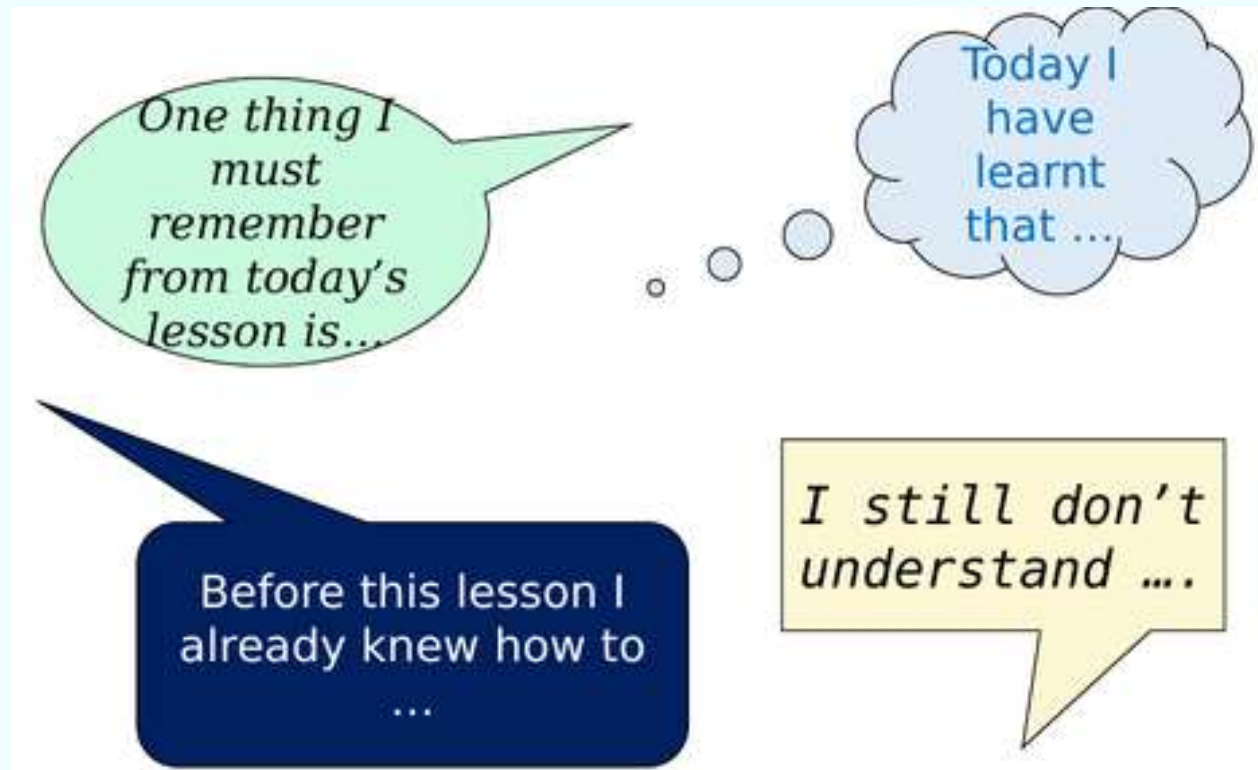 One thing I
must
remember
from today’s
lesson is…
Today I
have
learnt
that …
Before this lesson I
already knew how to
…
I still don’t
understand ….